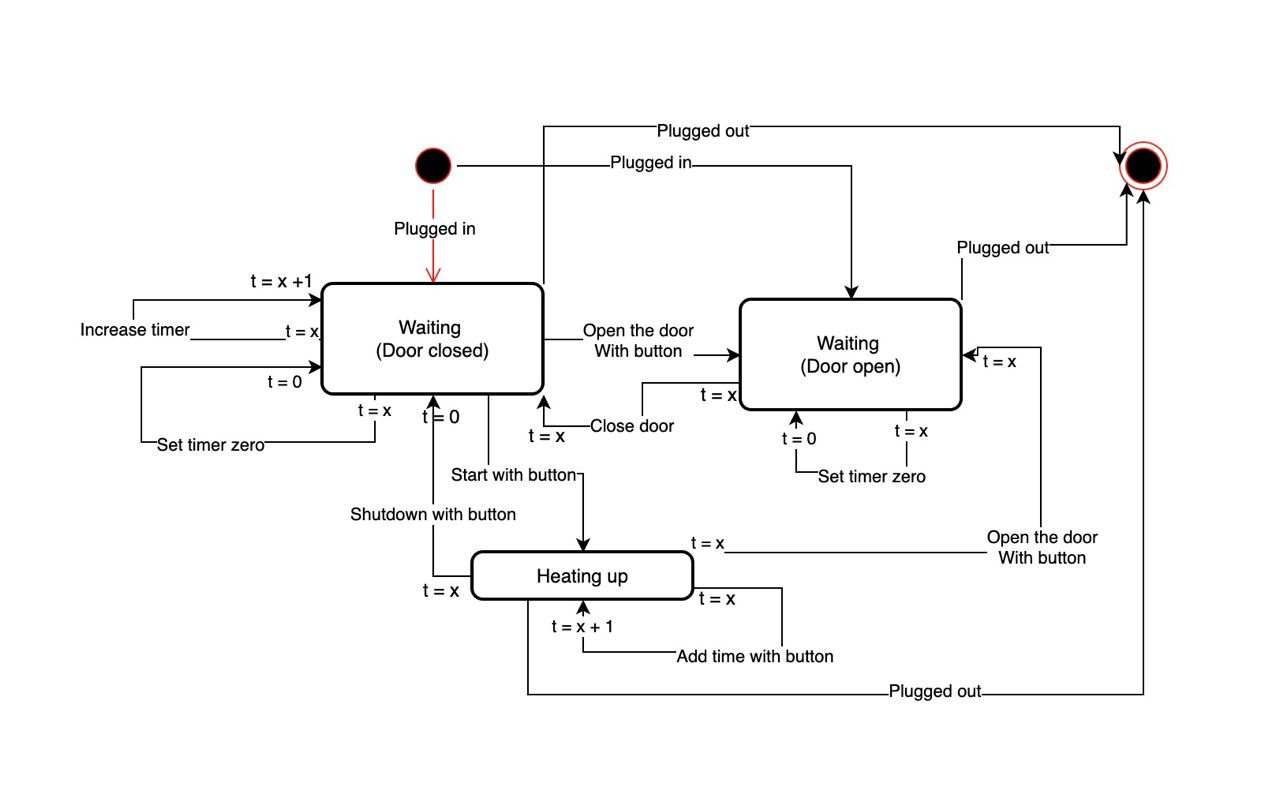 Plugged out
Plugged in
Plugged in
Plugged out
t = x +1
Increase timer
t = x
Waiting
(Door closed)
Open the door
With button
Waiting
(Door open)
t = x
t = 0
t = x
t = x
t = 0
Close door
t = x
t = 0
t = x
Set timer zero
Start with button
Set timer zero
Shutdown with button
t = x
Open the door
With button
Heating up
t = x
t = x
t = x + 1
Add time with button
Plugged out